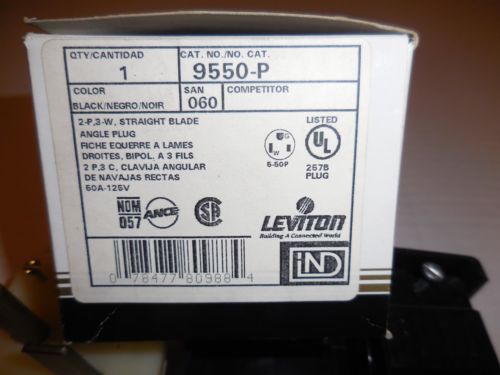 QTY/CANTIDAD
1
CAT. NO./NO. CAT.
9550-P
COLOR
BLACK/NEGRO/NOIR
SAN
060
COMPETITOR
2-P,3-W, STRAIGHT BLADE
ANGLE PLUG
FICHE EQUERRE A LAMES
DROITES, BIPOL. A 3 FILS
2 P,3 C, CLAVIJA ANGULAR
DE NAVAJAS RECTAS
50A-125V
G
W
5-50P
LISTED
UL
257B
PLUG
NOM
057
ANCE
SA
LEVITON
Building A Connected World
IND
0 78477 80988 4